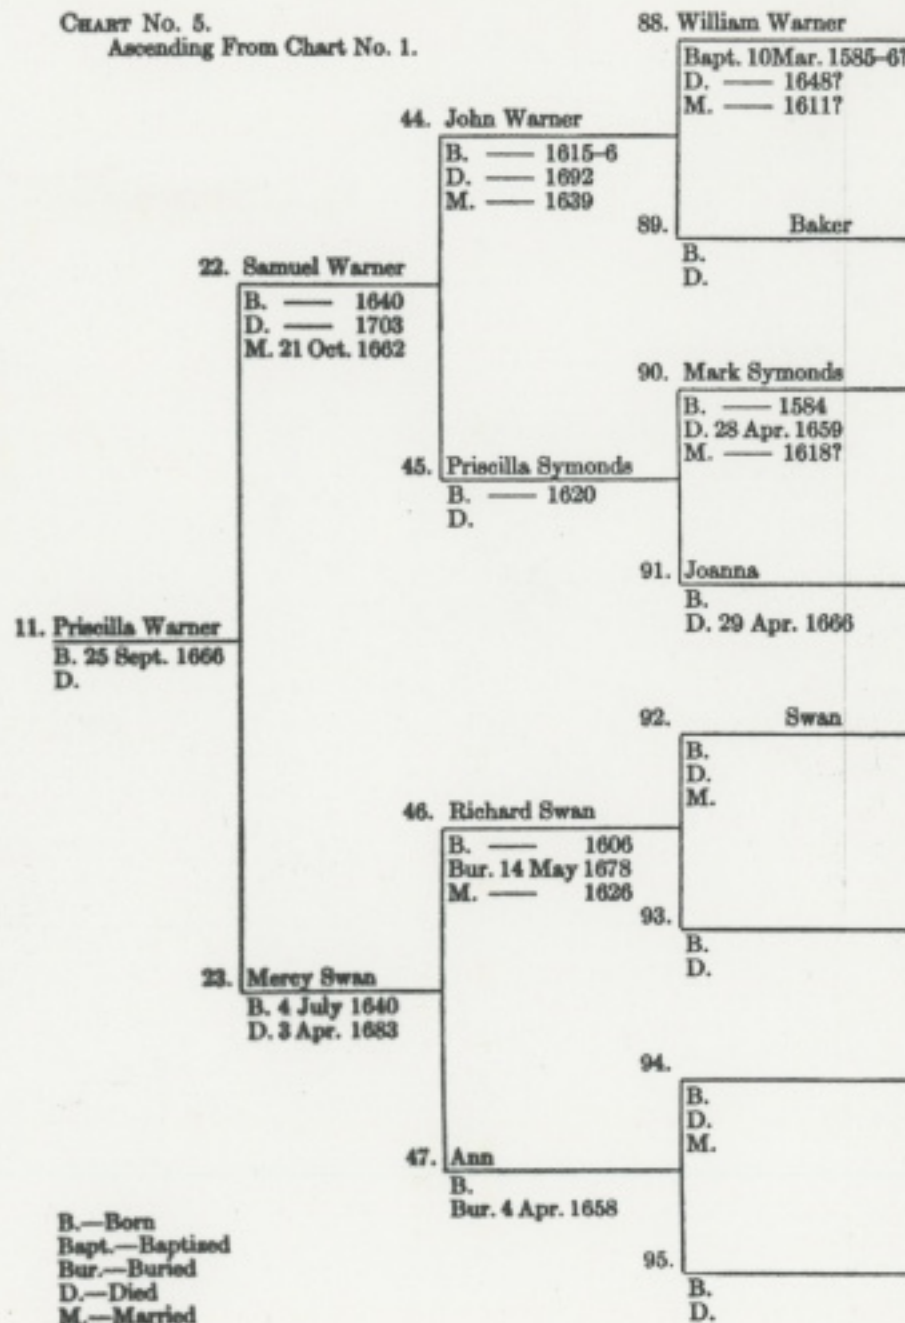 CHART No. 5.
Ascending From Chart No. 1.
88. William Warner
Bapt. 10Mar. 1585-6?
D. — 1648?
M. — 1611?
44. John Warner
B. — 1615-6
D. — 1692
M. — 1639
89. Baker
B.
D.
22. Samuel Warner
B. — 1640
D. — 1703
M. 21 Oct. 1662
90. Mark Symonds
B. — 1584
D. 28 Apr. 1659
M. — 1618?
45. Priscilla Symonds
B. — 1620
D.
91. Joanna
B.
D. 29 Apr. 1666
11. Priscilla Warner
B. 25 Sept. 1666
D.
92. Swan
B.
D.
M.
46. Richard Swan
B. — 1606
Bur. 14 May 1678
M. — 1626
93.
B.
D.
23. Mercy Swan
B. 4 July 1640
D. 3 Apr. 1683
94.
B.
D.
M.
47. Ann
B.
Bur. 4 Apr. 1658
95.
B.
D.
B.—Born
Bapt.—Baptized
Bur.—Buried
D.—Died
M.—Married